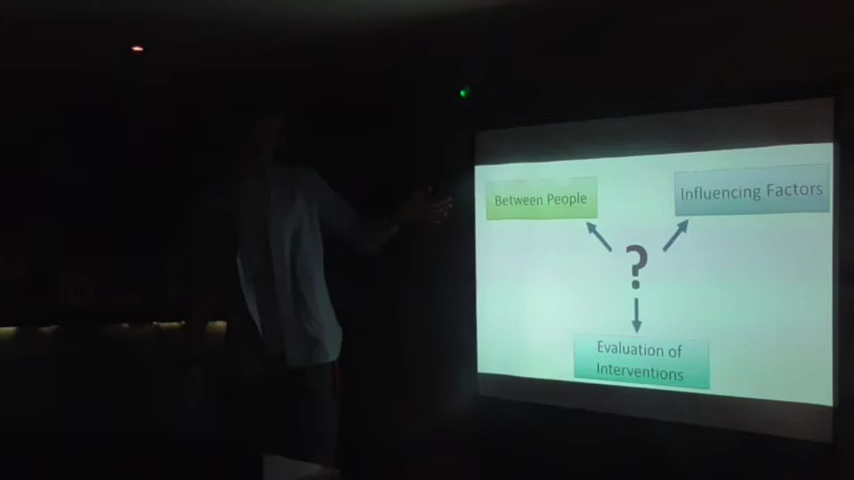 Between People
Influencing Factors
?
Evaluation of
Interventions